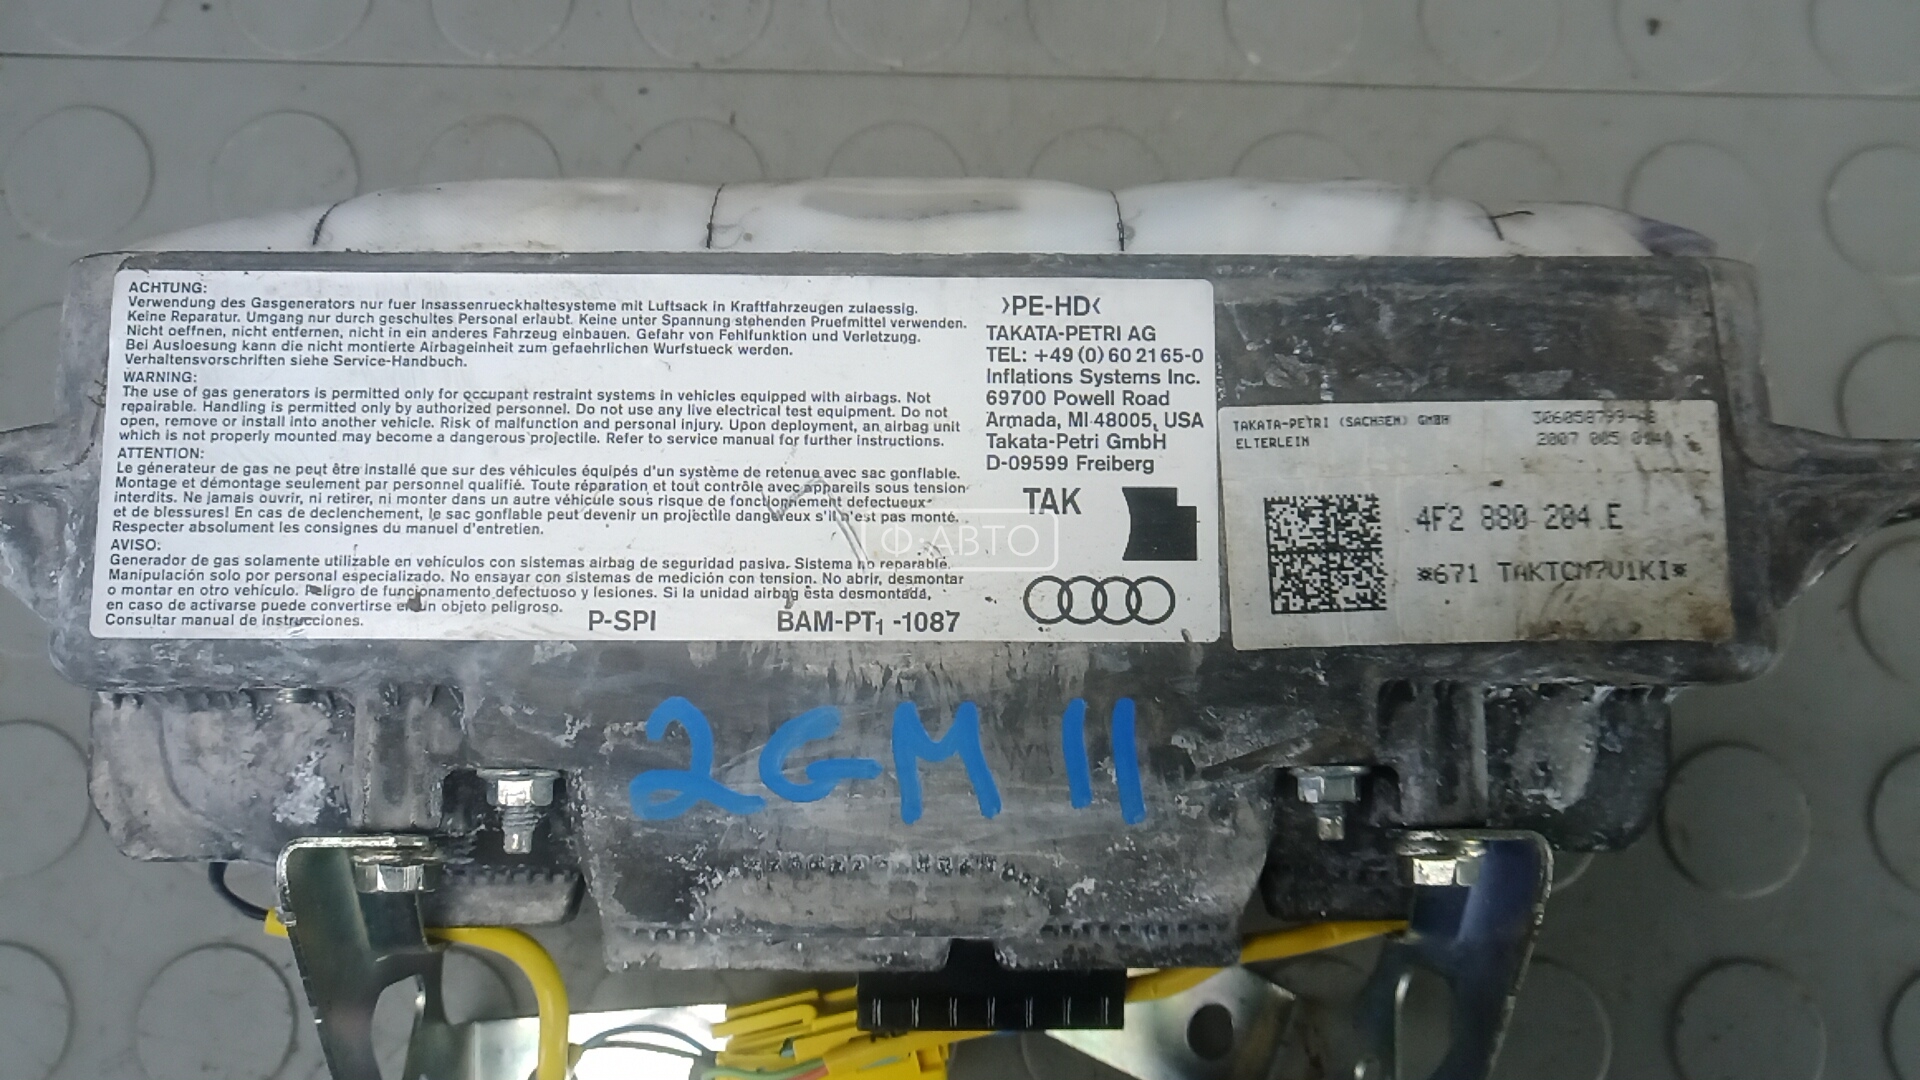 ACHTUNG:
Verwendung des Gasgenerators nur fuer Insassenrueckhaltesysteme mit Luftsack in Kraftfahrzeugen zulaessig.
Keine Reparatur. Umgang nur durch geschultes Personal erlaubt. Keine unter Spannung stehenden Pruefmittel verwenden.
Nicht oeffnen, nicht entfernen, nicht in ein anderes Fahrzeug einbauen. Gefahr von Fehlfunktion und Verletzung.
Bei Ausloesung kann die nicht montierte Airbageinheit zum gefaehrlichen Wurfstueck werden.
Verhaltensvorschriften siehe Service-Handbuch.
WARNING:
The use of gas generators is permitted only for occupant restraint systems in vehicles equipped with airbags. Not
repairable. Handling is permitted only by authorized personnel. Do not use any live electrical test equipment. Do not
open, remove or install into another vehicle. Risk of malfunction and personal injury. Upon deployment, an airbag unit
which is not properly mounted may become a dangerous projectile. Refer to service manual for further instructions.
ATTENTION:
Le générateur de gas ne peut être installé que sur des véhicules équipés d'un système de retenue avec sac gonflable.
Montage et démontage seulement par personnel qualifié. Toute réparation et tout contrôle avec appareils sous tension
interdits. Ne jamais ouvrir, ni retirer, ni monter dans un autre véhicule sous risque de fonctionnement defectueux
et de blessures! En cas de declenchement, le sac gonflable peut devenir un projectile dangereux s'il n'est pas monté.
Respecter absolument les consignes du manuel d'entretien.
AVISO:
Generador de gas solamente utilizable en vehículos con sistemas airbag de seguridad pasiva. Sistema no reparable.
Manipulación solo por personal especializado. No ensayar con sistemas de medición con tension. No abrir, desmontar
o montar en otro vehículo. Peligro de funcionamento defectuoso y lesiones. Si la unidad airbag esta desmontada,
en caso de activarse puede convertirse en un objeto peligroso.
Consultar manual de instrucciones.
P-SPI BAM-PT1 -1087
>PE-HD<
TAKATA-PETRI AG
TEL: +49 (0) 60 21 65-0
Inflations Systems Inc.
69700 Powell Road
Armada, MI 48005, USA
Takata-Petri GmbH
D-09599 Freiberg
TAK
TAKATA-PETRI (SACHSEN) GMBH
ELTERLEIN
306058799-
2007 005
4F2 880 204 E
*671 TAKTCM7V1KI*
Ф·АВТО
2GM11